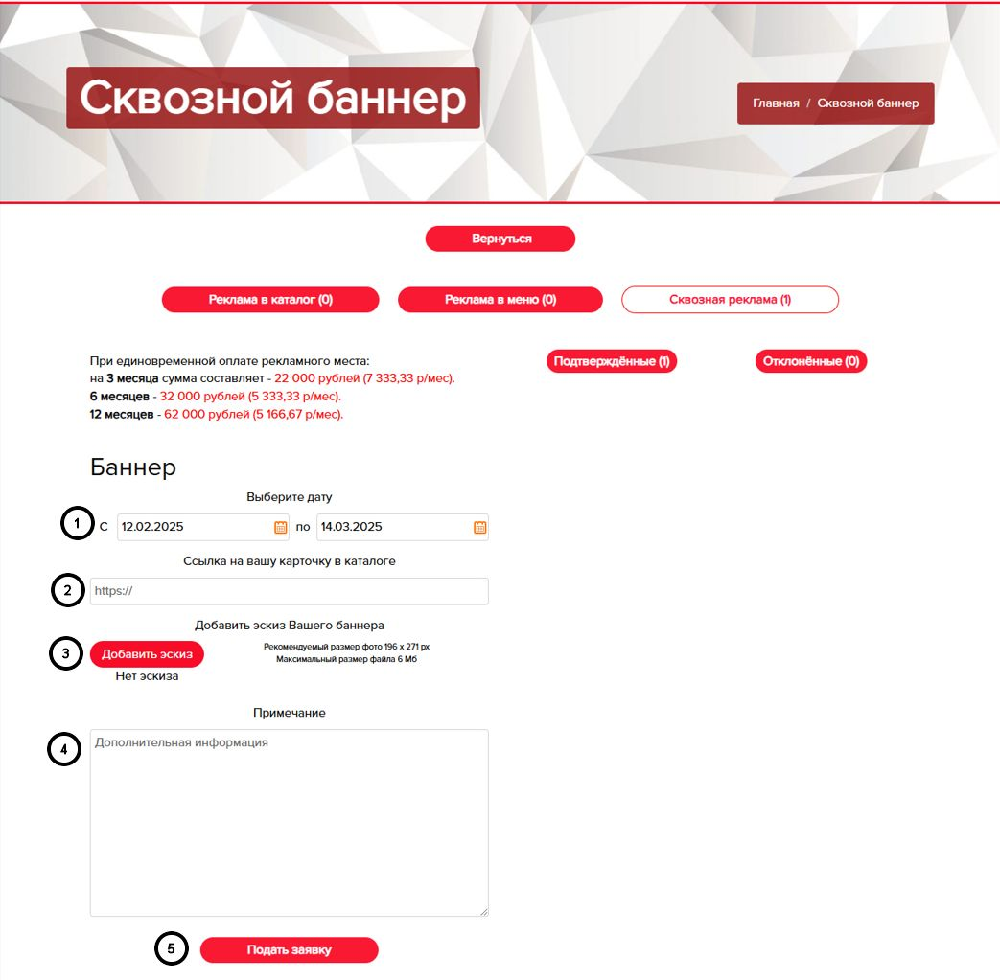 Сквозной баннер
Главная / Сквозной баннер
Вернуться
Реклама в каталог (0)
Реклама в меню (0)
Сквозная реклама (1)
При единовременной оплате рекламного места:
на 3 месяца сумма составляет - 22 000 рублей (7 333,33 р/мес).
6 месяцев - 32 000 рублей (5 333,33 р/мес).
12 месяцев - 62 000 рублей (5 166,67 р/мес).
Подтверждённые (1)
Отклонённые (0)
Баннер
Выберите дату
1 С 12.02.2025 по 14.03.2025
Ссылка на вашу карточку в каталоге
2 https://
Добавить эскиз Вашего баннера
3 Добавить эскиз
Рекомендуемый размер фото 196 x 271 px
Максимальный размер файла 6 Мб
Нет эскиза
Примечание
4 Дополнительная информация
5 Подать заявку